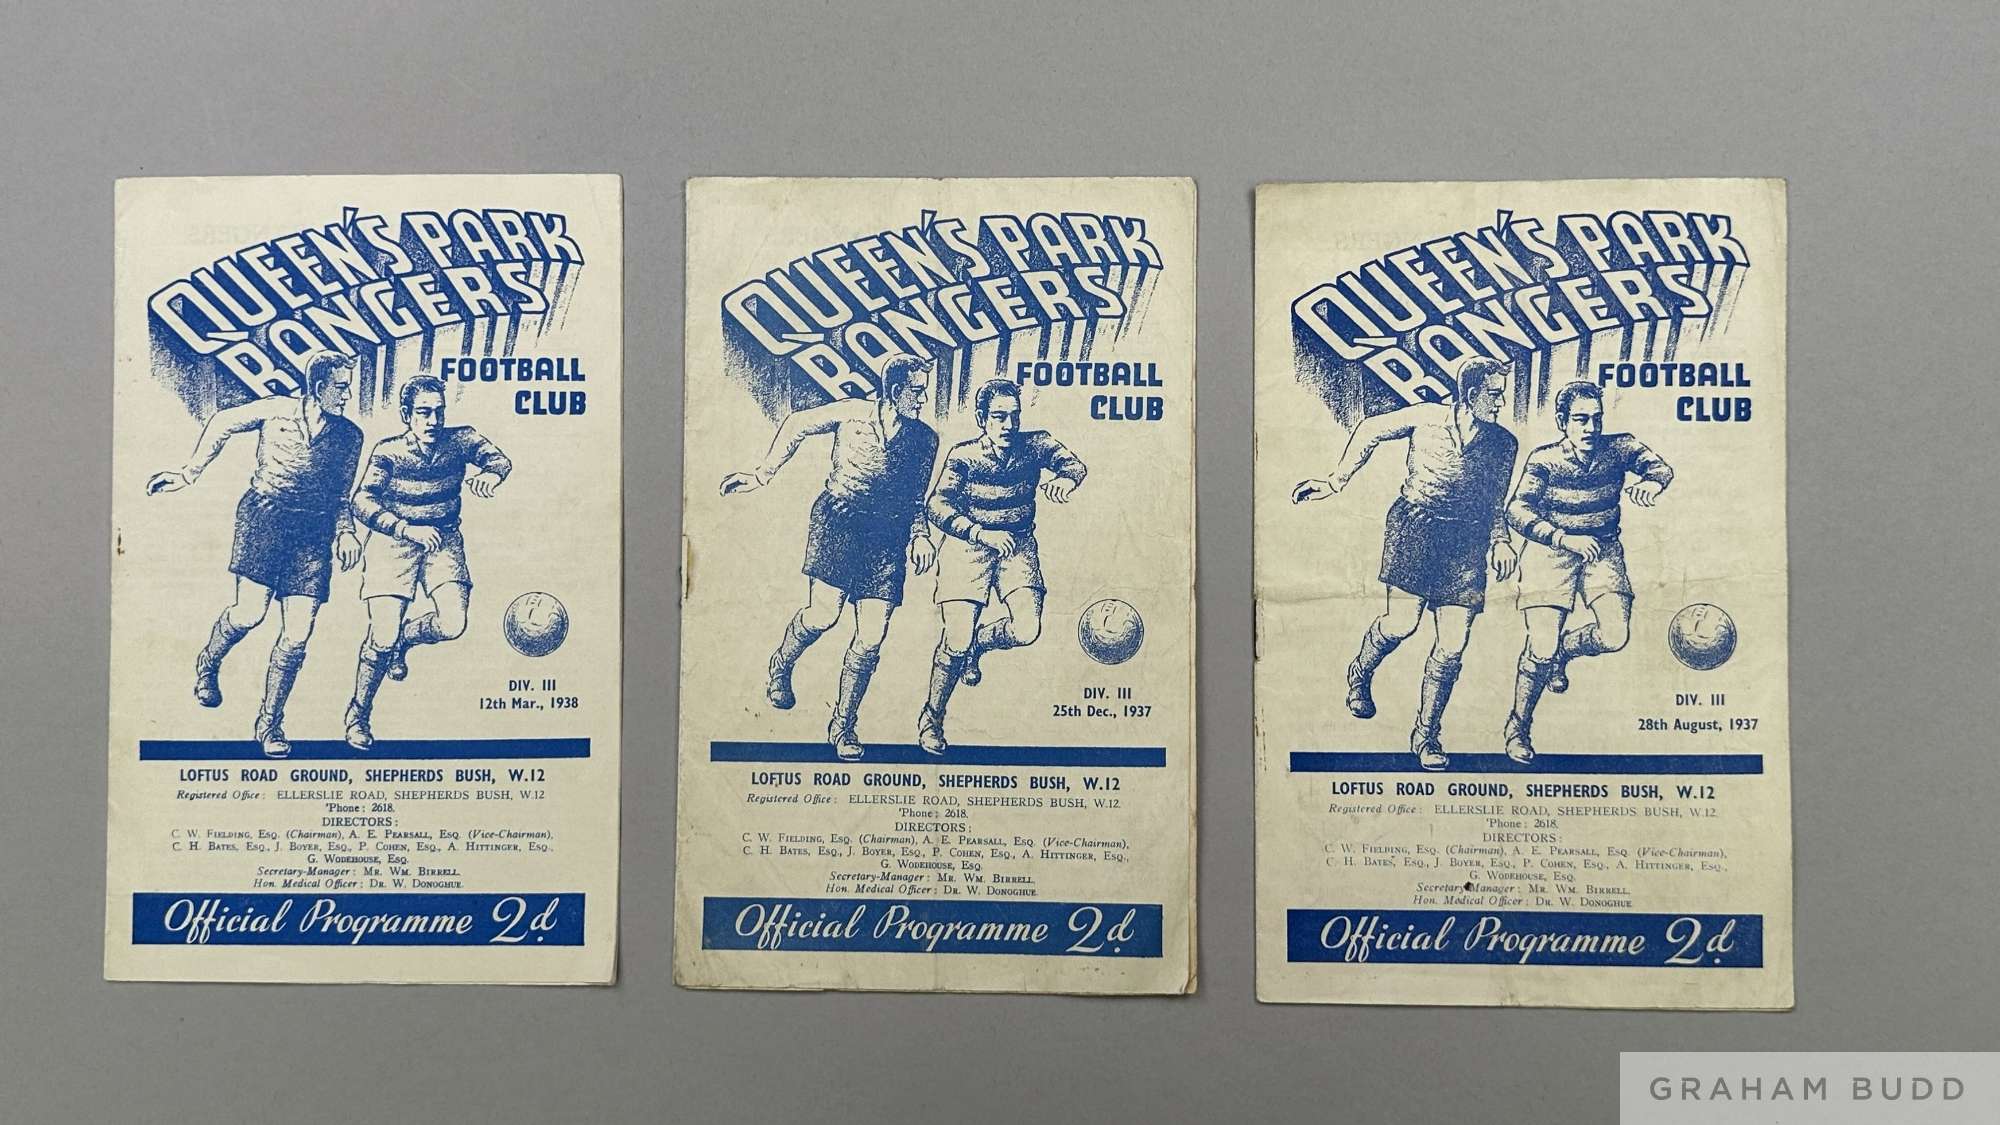 QUEEN'S PARK
RANGERS
FOOTBALL
CLUB
DIV. III
12th Mar., 1938
LOFTUS ROAD GROUND, SHEPHERDS BUSH, W.12
Registered Office: ELLERSLIE ROAD, SHEPHERDS BUSH, W.12
'Phone: 2618.
DIRECTORS:
C. W. FIELDING, ESQ. (Chairman), A. E. PEARSALL, ESQ. (Vice-Chairman),
C. H. BATES, ESQ., J. BOYER, ESQ., P. COHEN, ESQ., A. HITTINGER, ESQ.,
G. WODEHOUSE, ESQ.
Secretary-Manager: MR. WM. BIRRELL.
Hon. Medical Officer: DR. W. DONOGHUE.
Official Programme 2d.
QUEEN'S PARK
RANGERS
FOOTBALL
CLUB
DIV. III
25th Dec., 1937
LOFTUS ROAD GROUND, SHEPHERDS BUSH, W.12
Registered Office: ELLERSLIE ROAD, SHEPHERDS BUSH, W.12.
'Phone: 2618.
DIRECTORS:
C. W. FIELDING, ESQ. (Chairman), A. E. PEARSALL, ESQ. (Vice-Chairman),
C. H. BATES, ESQ., J. BOYER, ESQ., P. COHEN, ESQ., A. HITTINGER, ESQ.,
G. WODEHOUSE, ESQ.
Secretary-Manager: MR. WM. BIRRELL.
Hon. Medical Officer: DR. W. DONOGHUE.
Official Programme 2d.
QUEEN'S PARK
RANGERS
FOOTBALL
CLUB
DIV. III
28th August, 1937
LOFTUS ROAD GROUND, SHEPHERDS BUSH, W.12
Registered Office: ELLERSLIE ROAD, SHEPHERDS BUSH, W.12.
'Phone: 2618.
DIRECTORS:
C. W. FIELDING, ESQ. (Chairman), A. E. PEARSALL, ESQ. (Vice-Chairman),
C. H. BATES, ESQ., J. BOYER, ESQ., P. COHEN, ESQ., A. HITTINGER, ESQ.,
G. WODEHOUSE, ESQ.
Secretary-Manager: MR. WM. BIRRELL.
Hon. Medical Officer: DR. W. DONOGHUE.
Official Programme 2d.
GRAHAM BUDD